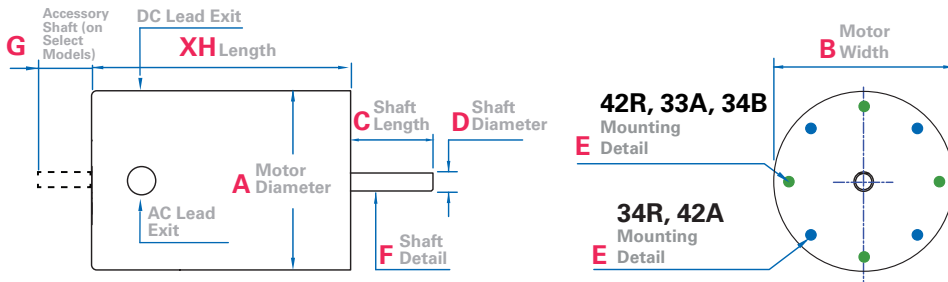 Accessory
Shaft (on
Select
Models)
G
DC Lead Exit
XH Length
C Shaft
Length
D Shaft
Diameter
A Motor
Diameter
AC Lead
Exit
F Shaft
Detail
B Motor
Width
42R, 33A, 34B
Mounting
E Detail
34R, 42A
Mounting
E Detail